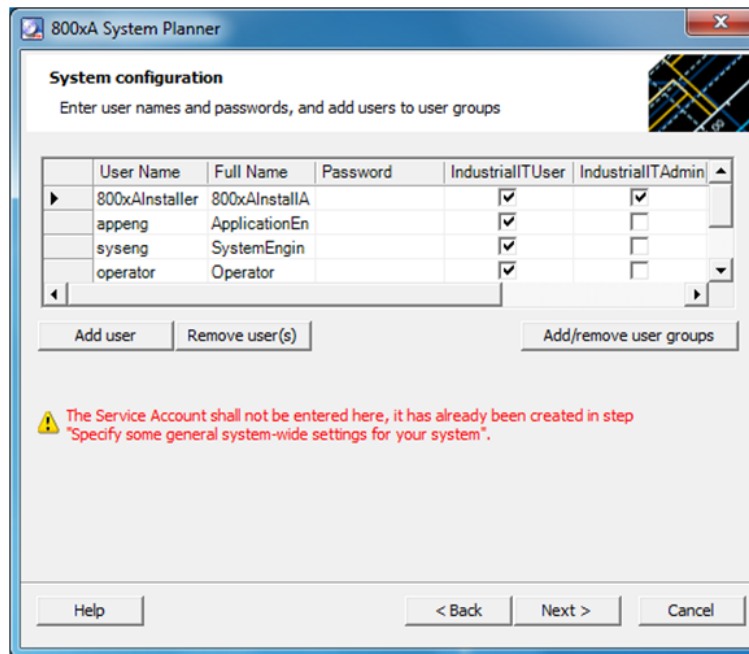 800xA System Planner
System configuration
Enter user names and passwords, and add users to user groups
User Name Full Name Password IndustrialITUser IndustrialITAdmin
800xAInstaller 800xAInstallA
appeng ApplicationEn
syseng SystemEngin
operator Operator
Add user Remove user(s) Add/remove user groups
The Service Account shall not be entered here, it has already been created in step
"Specify some general system-wide settings for your system".
Help < Back Next > Cancel